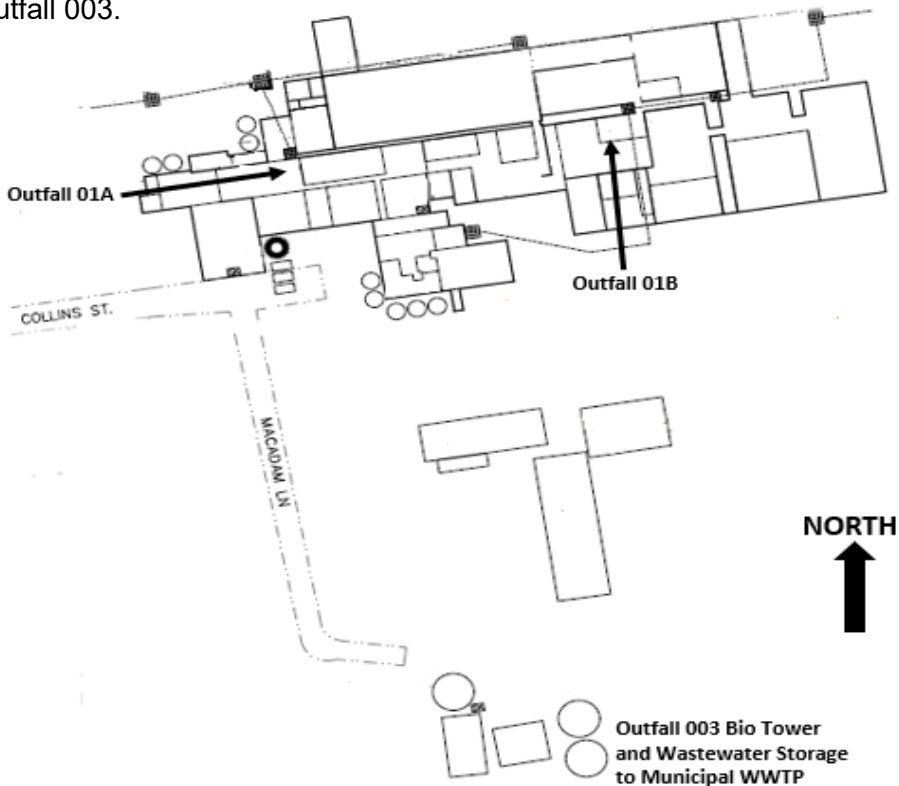 utfall 003.
Outfall 01A
Outfall 01B
COLLINS ST.
MACADAM LN
NORTH
Outfall 003 Bio Tower
and Wastewater Storage
to Municipal WWTP